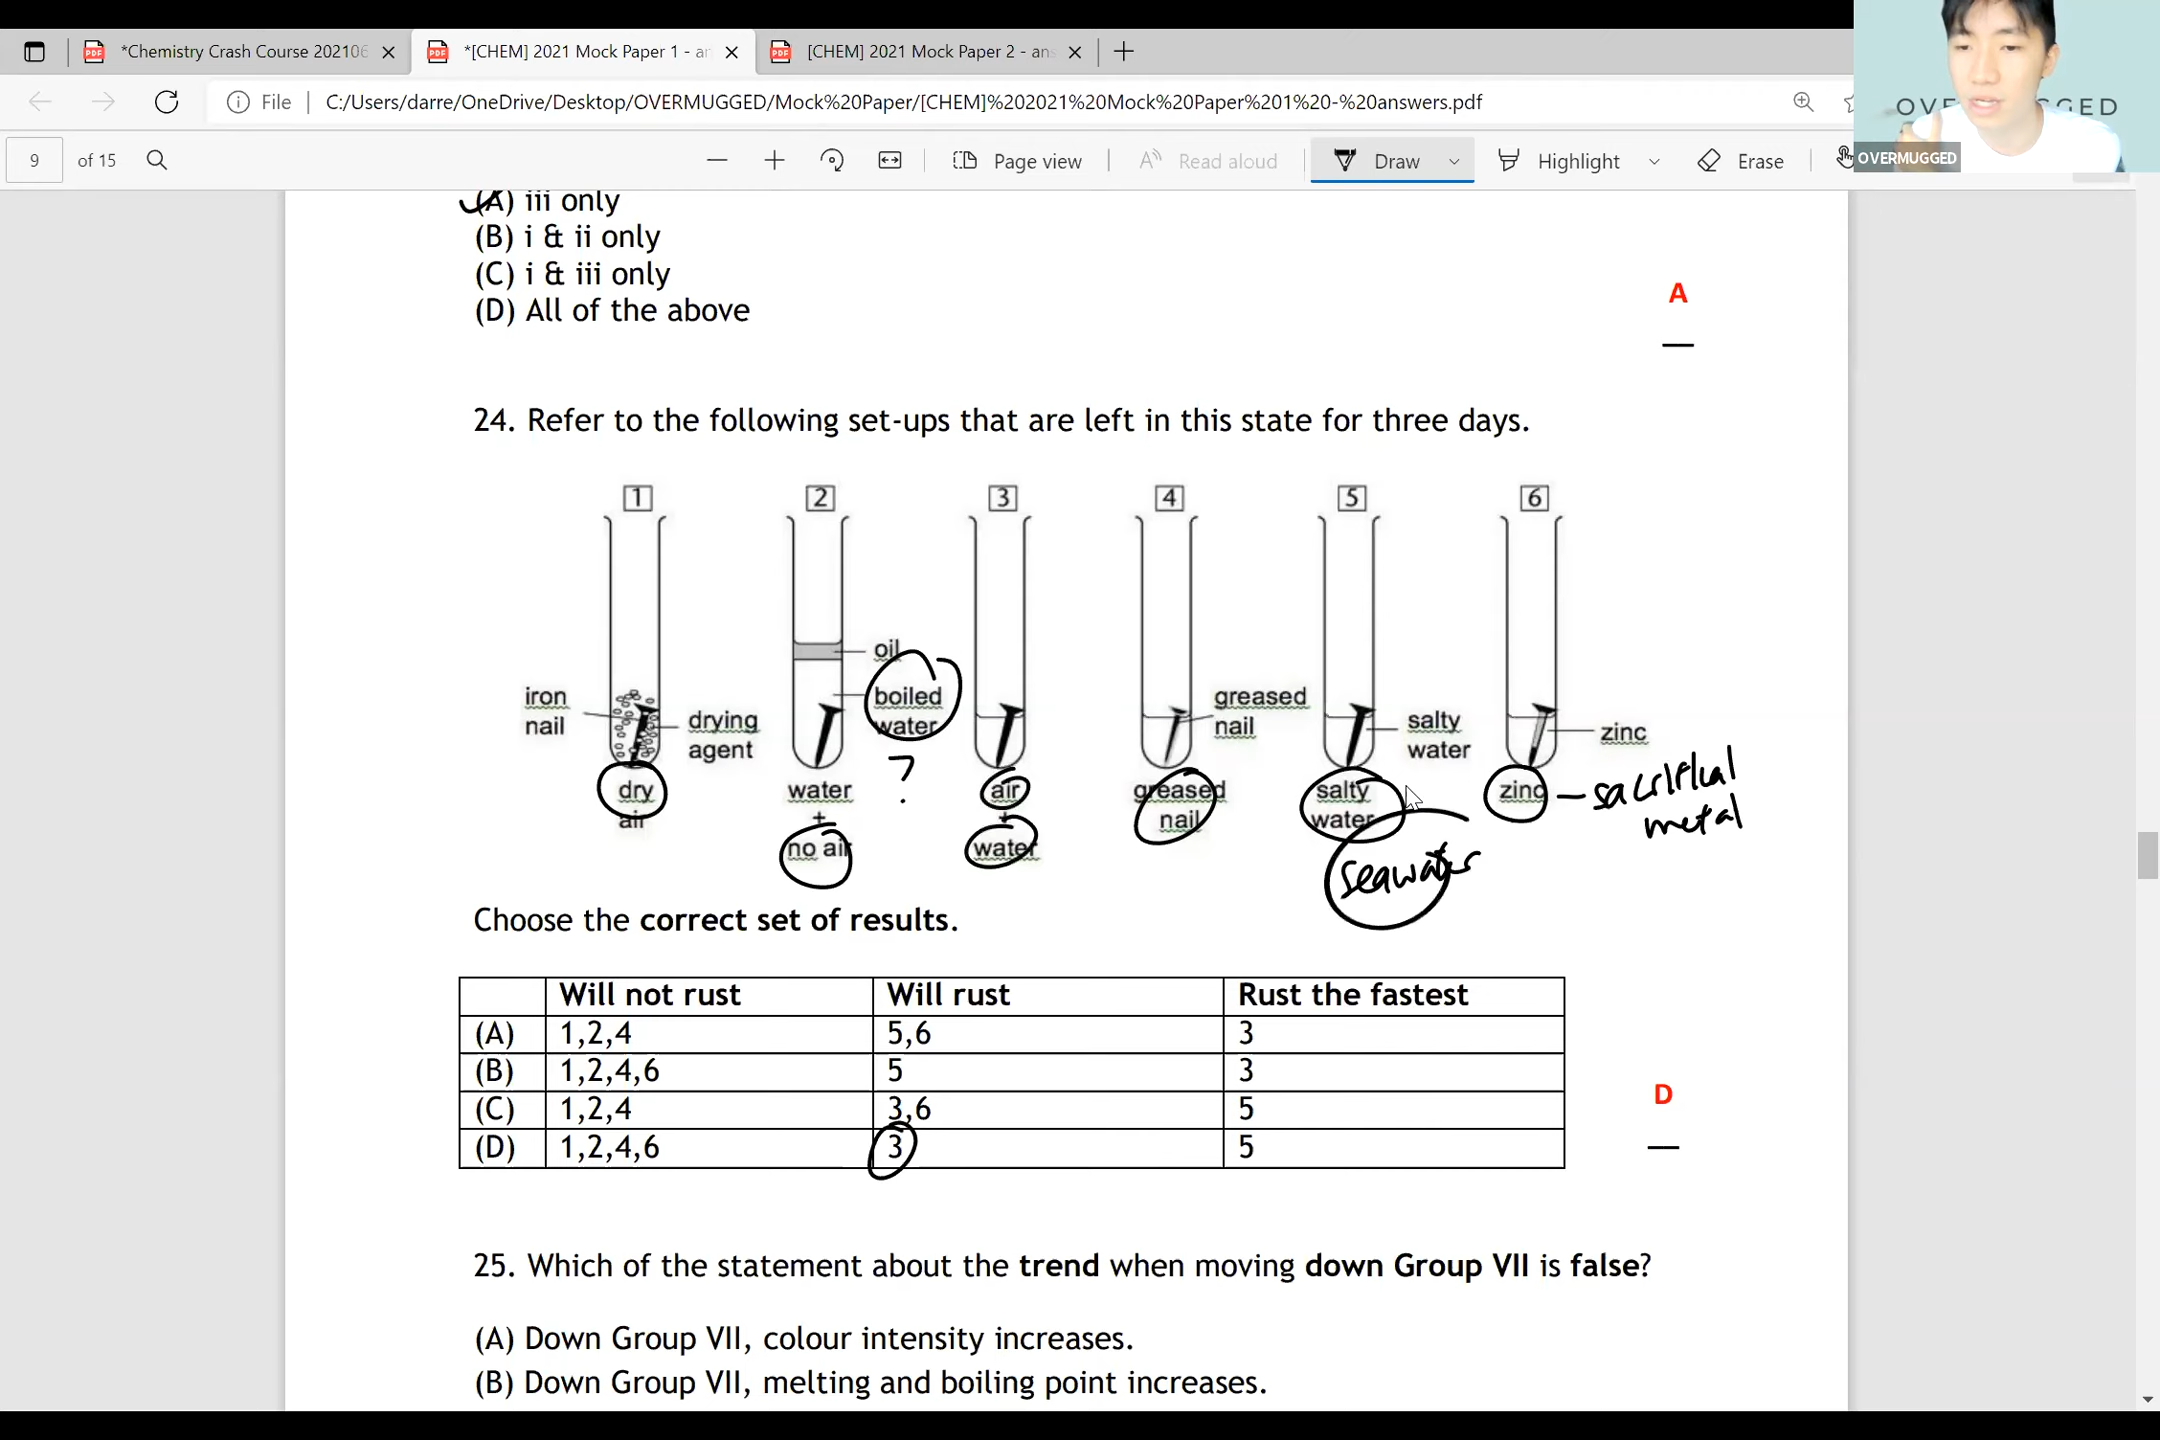 *Chemistry Crash Course 202106
*[CHEM] 2021 Mock Paper 1 - an
[CHEM] 2021 Mock Paper 2 - ans
File
C:/Users/darre/OneDrive/Desktop/OVERMUGGED/Mock%20Paper/[CHEM]%202021%20Mock%20Paper%201%20-%20answers.pdf
9 of 15
Page view
Read aloud
Draw
Highlight
Erase
OVERMUGGED
(A) iii only
(B) i & ii only
(C) i & iii only
(D) All of the above
A
24. Refer to the following set-ups that are left in this state for three days.
1 2 3 4 5 6
oil
iron nail
drying agent
boiled water
greased nail
salty water
zinc
?
dry air
water + no air
air + water
greased nail
salty water
zinc
sacrificial metal
seawater
Choose the correct set of results.
Will not rust Will rust Rust the fastest
(A) 1,2,4 5,6 3
(B) 1,2,4,6 5 3
(C) 1,2,4 3,6 5
(D) 1,2,4,6 3 5
D
25. Which of the statement about the trend when moving down Group VII is false?
(A) Down Group VII, colour intensity increases.
(B) Down Group VII, melting and boiling point increases.